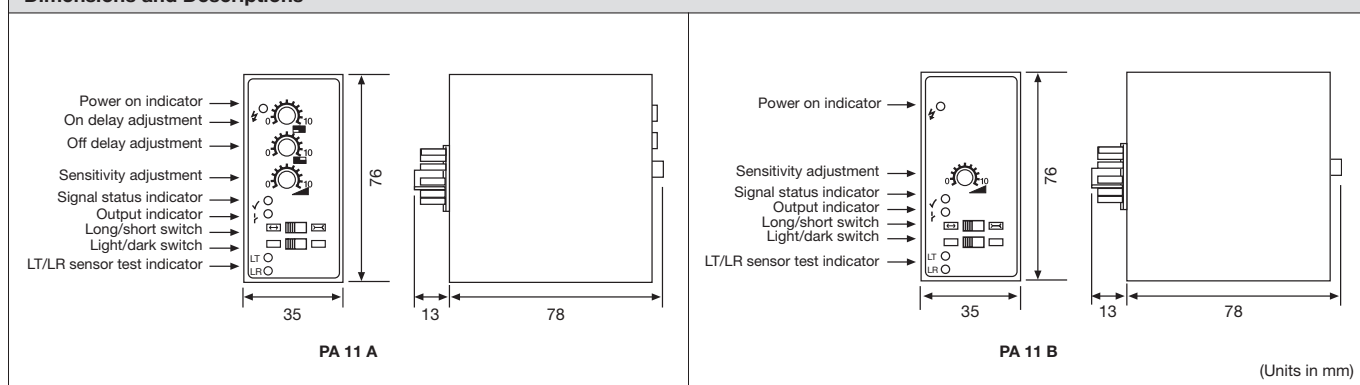 Dimensions and Descriptions
Power on indicator
On delay adjustment
Off delay adjustment
Sensitivity adjustment
Signal status indicator
Output indicator
Long/short switch
Light/dark switch
LT/LR sensor test indicator
0 10
0 10
0 10
LT
LR
76
35
13
78
PA 11 A
Power on indicator
Sensitivity adjustment
Signal status indicator
Output indicator
Long/short switch
Light/dark switch
LT/LR sensor test indicator
0 10
LT
LR
76
35
13
78
PA 11 B
(Units in mm)